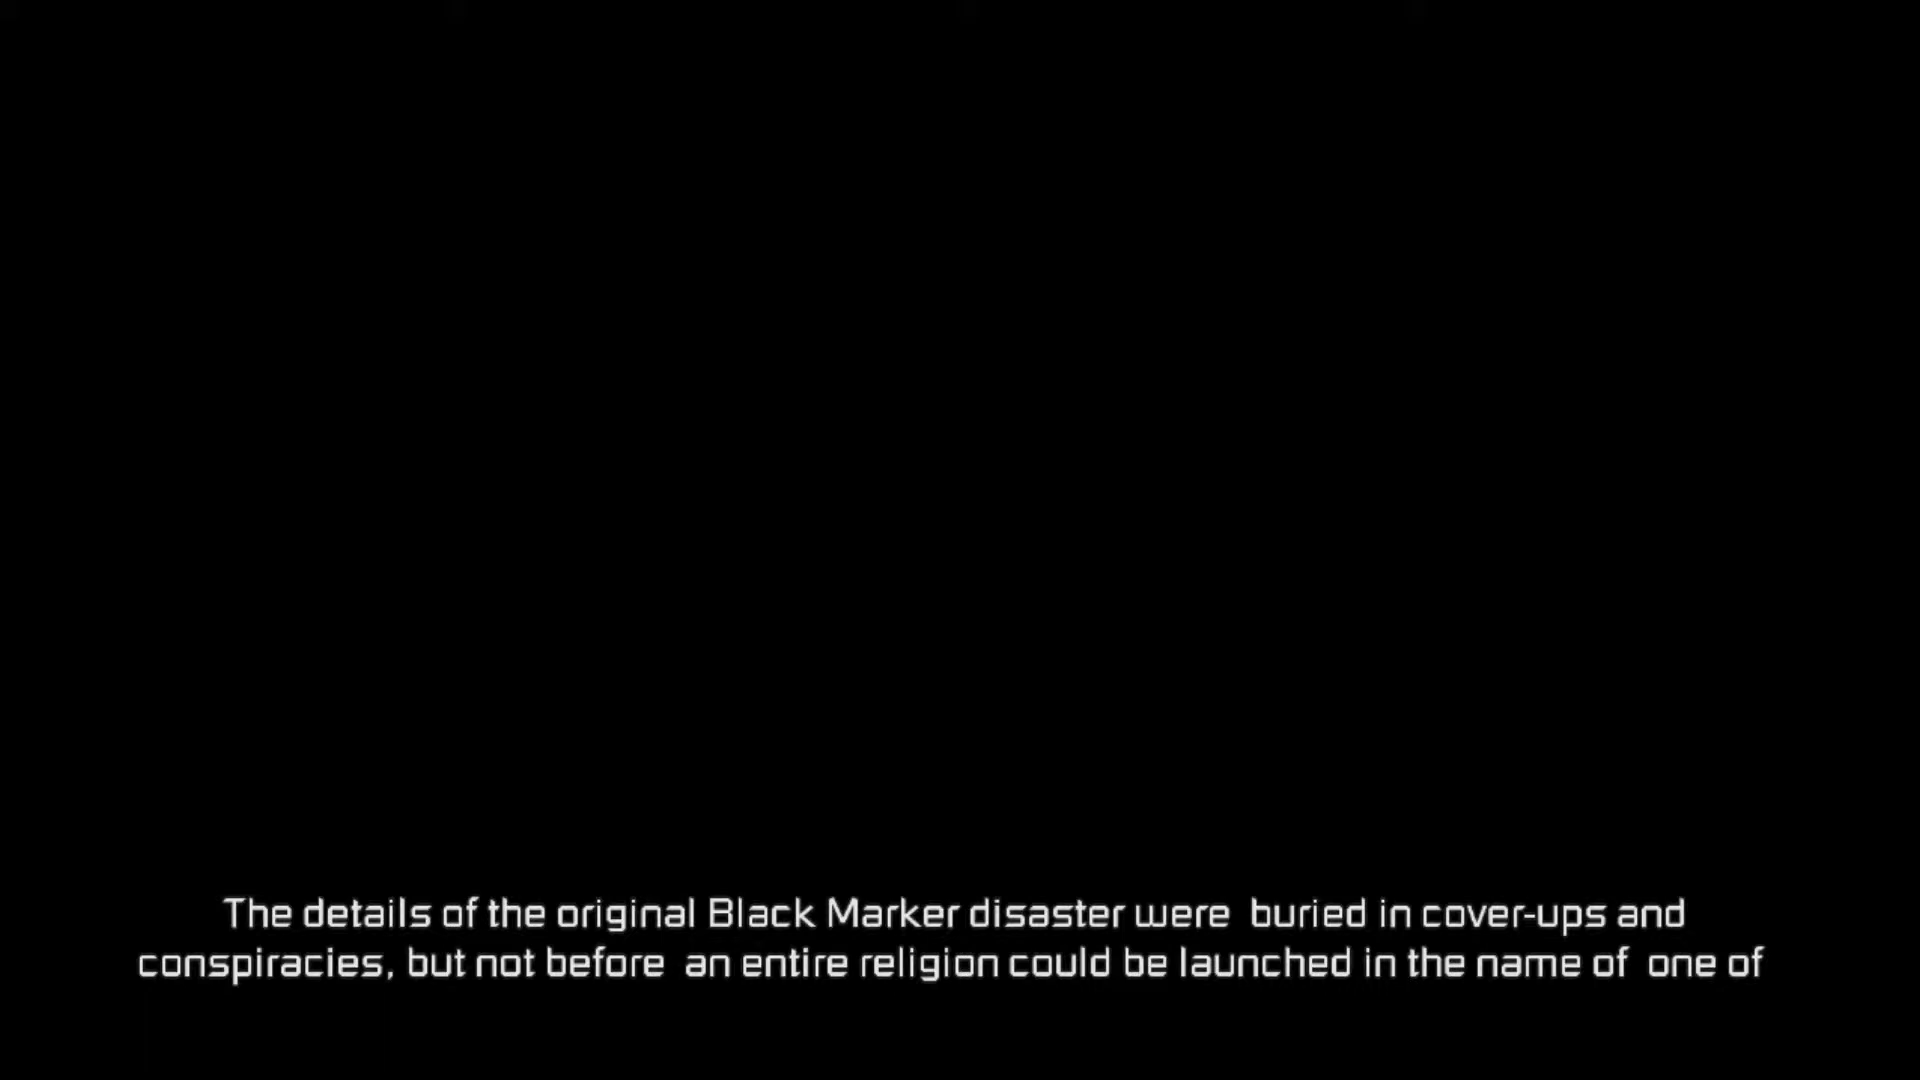 The details of the original Black Marker disaster were  buried in cover-ups and
conspiracies, but not before  an entire religion could be launched in the name of  one of